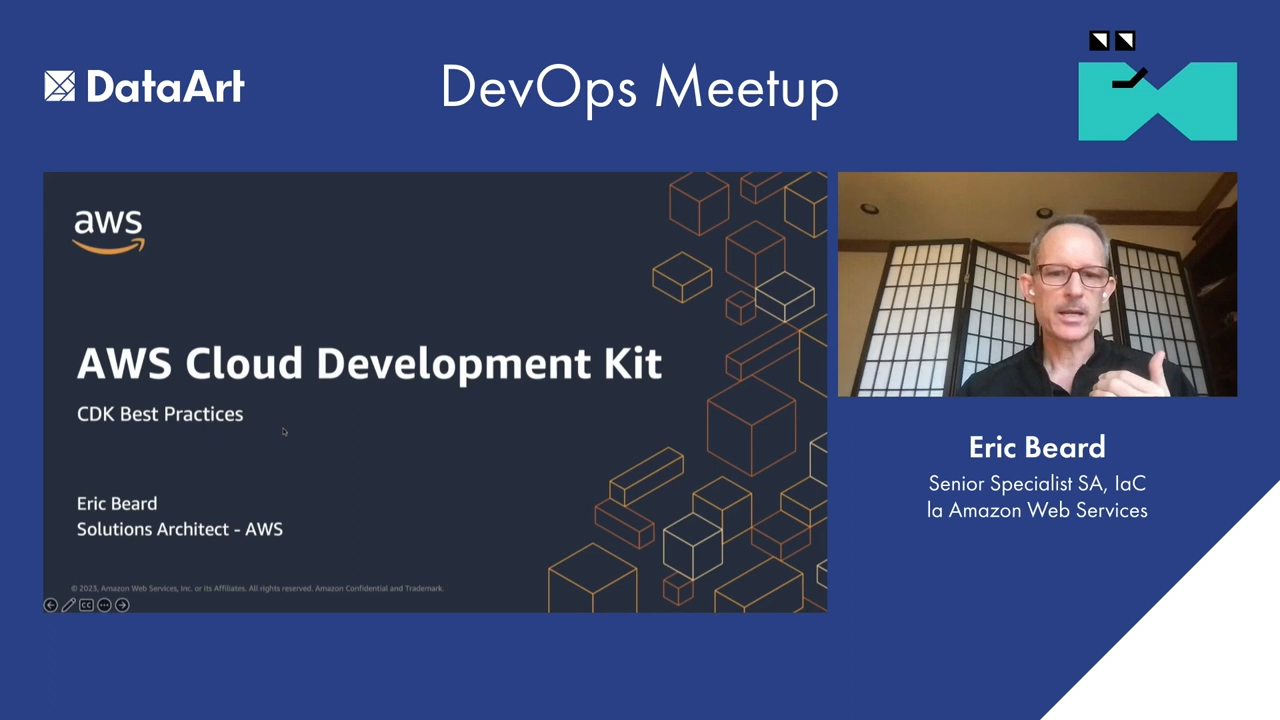 DataArt
DevOps Meetup
aws
AWS Cloud Development Kit
CDK Best Practices
Eric Beard
Solutions Architect - AWS
© 2023, Amazon Web Services, Inc. or its Affiliates. All rights reserved. Amazon Confidential and Trademark.
CC
Eric Beard
Senior Specialist SA, IaC
la Amazon Web Services